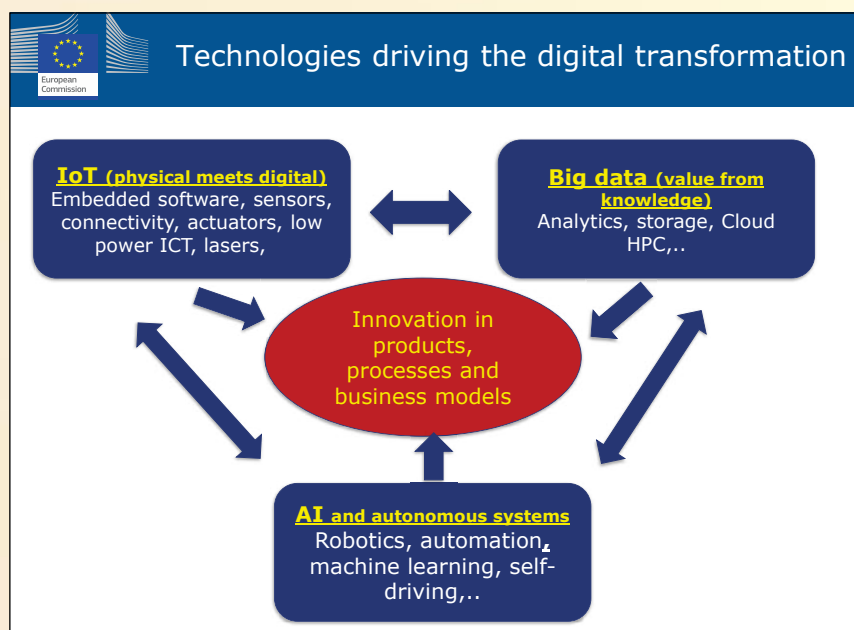 European
Commission
Technologies driving the digital transformation
IoT (physical meets digital)
Embedded software, sensors,
connectivity, actuators, low
power ICT, lasers,
Big data (value from
knowledge)
Analytics, storage, Cloud
HPC,..
Innovation in
products,
processes and
business models
AI and autonomous systems
Robotics, automation,
machine learning, self-
driving,..